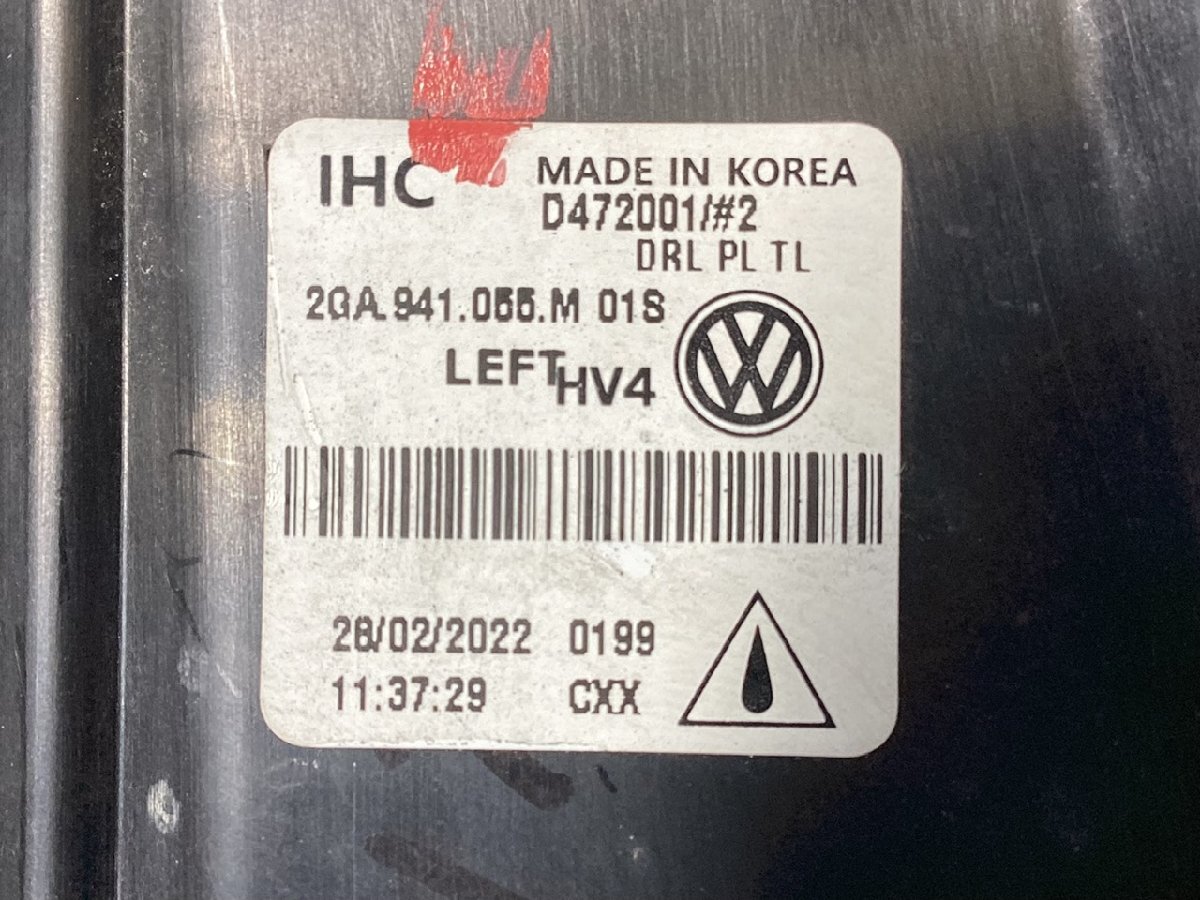 IHC
MADE IN KOREA
D472001/#2
DRL PL TL
2GA.941.055.M 01S
LEFT HV4
28/02/2022 0199
11:37:29 CXX